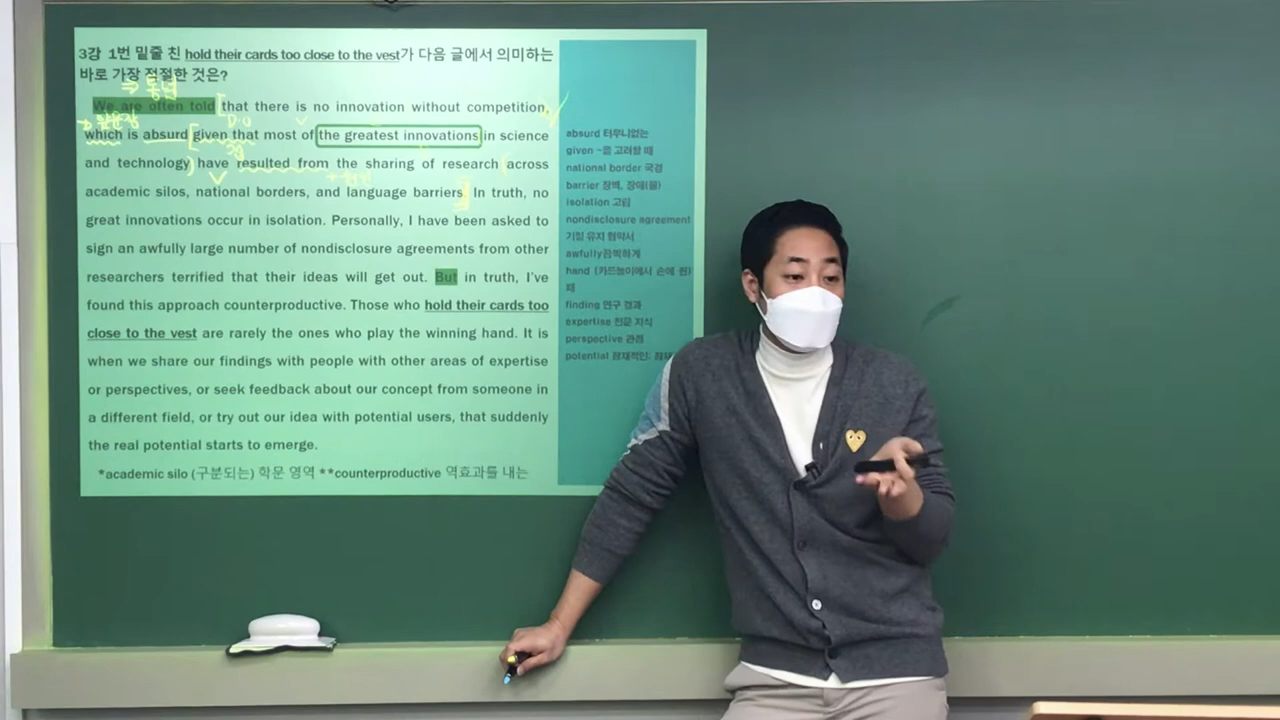 3강 1번 밑줄 친 hold their cards too close to the vest가 다음 글에서 의미하는
바로 가장 적절한 것은?
⇒ 통념
We are often told that there is no innovation without competition,
which is absurd given that most of the greatest innovations in science
and technology have resulted from the sharing of research across
academic silos, national borders, and language barriers. In truth, no
great innovations occur in isolation. Personally, I have been asked to
sign an awfully large number of nondisclosure agreements from other
researchers terrified that their ideas will get out. But in truth, I've
found this approach counterproductive. Those who hold their cards too
close to the vest are rarely the ones who play the winning hand. It is
when we share our findings with people with other areas of expertise
or perspectives, or seek feedback about our concept from someone in
a different field, or try out our idea with potential users, that suddenly
the real potential starts to emerge.
*academic silo (구분되는) 학문 영역 **counterproductive 역효과를 내는
absurd 터무니없는
given ~을 고려할 때
national border 국경
barrier 장벽, 장애(물)
isolation 고립
nondisclosure agreement
기밀 유지 협약서
awfully 끔찍하게
hand (카드놀이에서 손에 쥔)
패
finding 연구 결과
expertise 전문 지식
perspective 관점
potential 잠재적인, 잠재